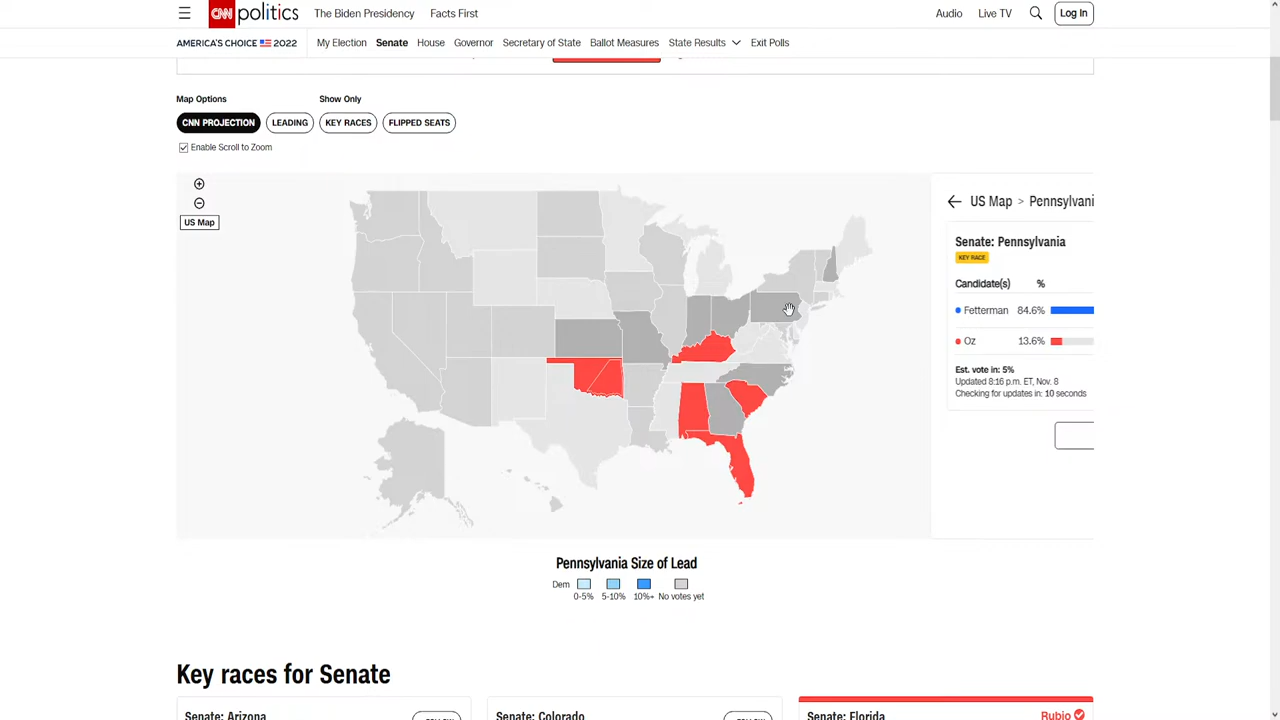 CNN politics The Biden Presidency Facts First Audio Live TV Log In
AMERICA'S CHOICE 2022 My Election Senate House Governor Secretary of State Ballot Measures State Results Exit Polls
Map Options Show Only
CNN PROJECTION LEADING KEY RACES FLIPPED SEATS
Enable Scroll to Zoom
US Map
US Map > Pennsylvani
Senate: Pennsylvania
KEY RACE
Candidate(s) %
Fetterman 84.6%
Oz 13.6%
Est. vote in: 5%
Updated 8:16 p.m. ET, Nov. 8
Checking for updates in: 10 seconds
Pennsylvania Size of Lead
Dem
0-5% 5-10% 10%+ No votes yet
Key races for Senate
Senate: Arizona Senate: Colorado Senate: Florida Rubio